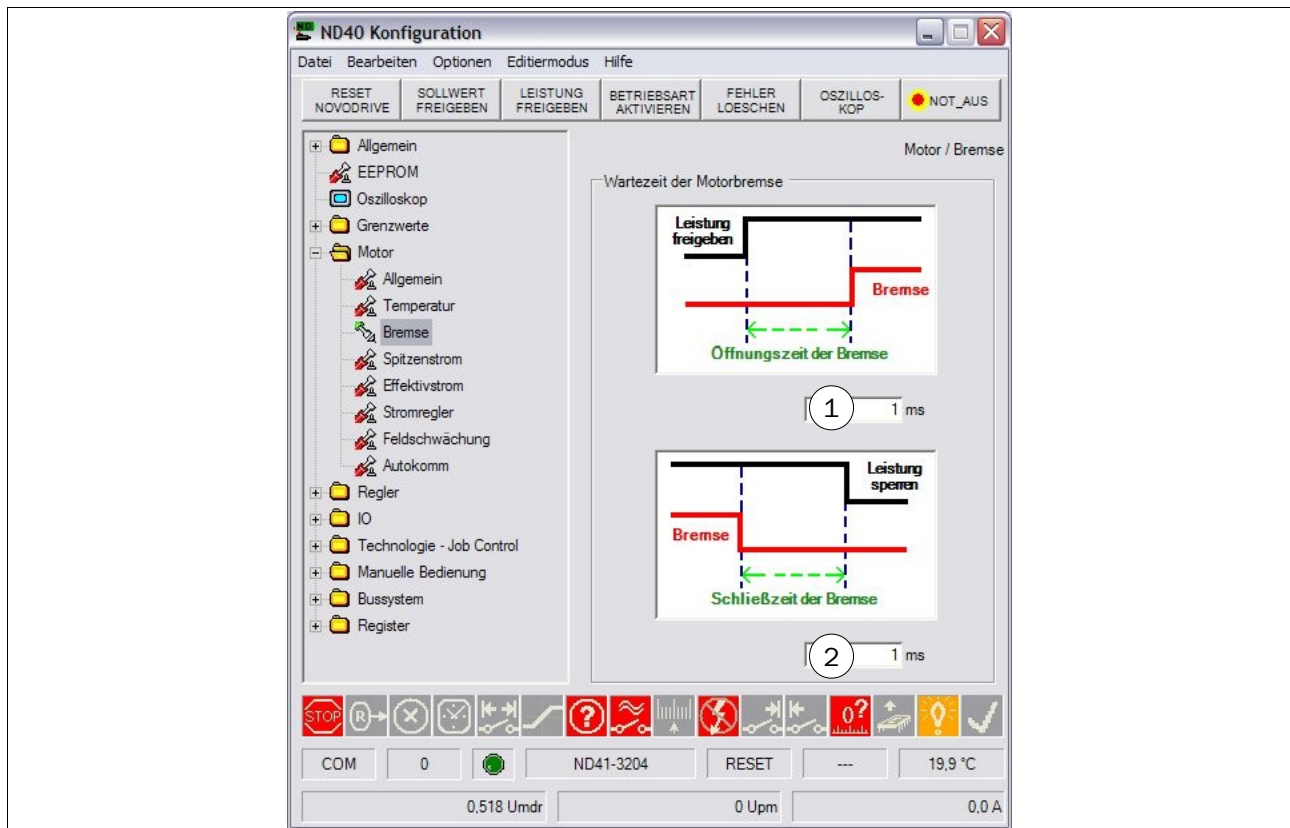 ND40 Konfiguration
Datei Bearbeiten Optionen Editiermodus Hilfe
RESET NOVODRIVE
SOLLWERT FREIGEBEN
LEISTUNG FREIGEBEN
BETRIEBSART AKTIVIEREN
FEHLER LOESCHEN
OSZILLOS-KOP
NOT_AUS
Allgemein
EEPROM
Oszilloskop
Grenzwerte
Motor
Allgemein
Temperatur
Bremse
Spitzenstrom
Effektivstrom
Stromregler
Feldschwächung
Autokomm
Regler
IO
Technologie - Job Control
Manuelle Bedienung
Bussystem
Register
Motor / Bremse
Wartezeit der Motorbremse
Leistung
freigeben
Bremse
Öffnungszeit der Bremse
1 1 ms
Leistung
sperren
Bremse
Schließzeit der Bremse
2 1 ms
STOP R ? 0?
COM 0 ND41-3204 RESET --- 19,9 °C
0,518 Umdr 0 Upm 0,0 A